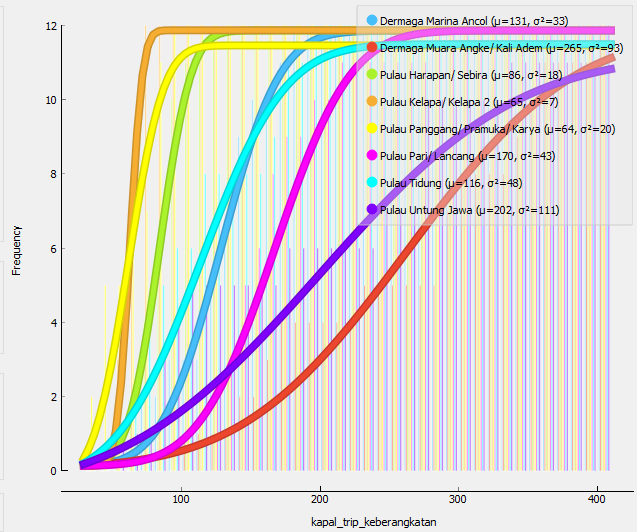 12
Dermaga Marina Ancol (μ=131, σ²=33)
Dermaga Muara Angke/ Kali Adem (μ=265, σ²=93)
Pulau Harapan/ Sebira (μ=86, σ²=18)
10
Pulau Kelapa/ Kelapa 2 (μ=65, σ²=7)
Pulau Panggang/ Pramuka/ Karya (μ=64, σ²=20)
Pulau Pari/ Lancang (μ=170, σ²=43)
8
Pulau Tidung (μ=116, σ²=48)
Pulau Untung Jawa (μ=202, σ²=111)
6
Frequency
4
2
0
100 200 300 400
kapal_trip_keberangkatan